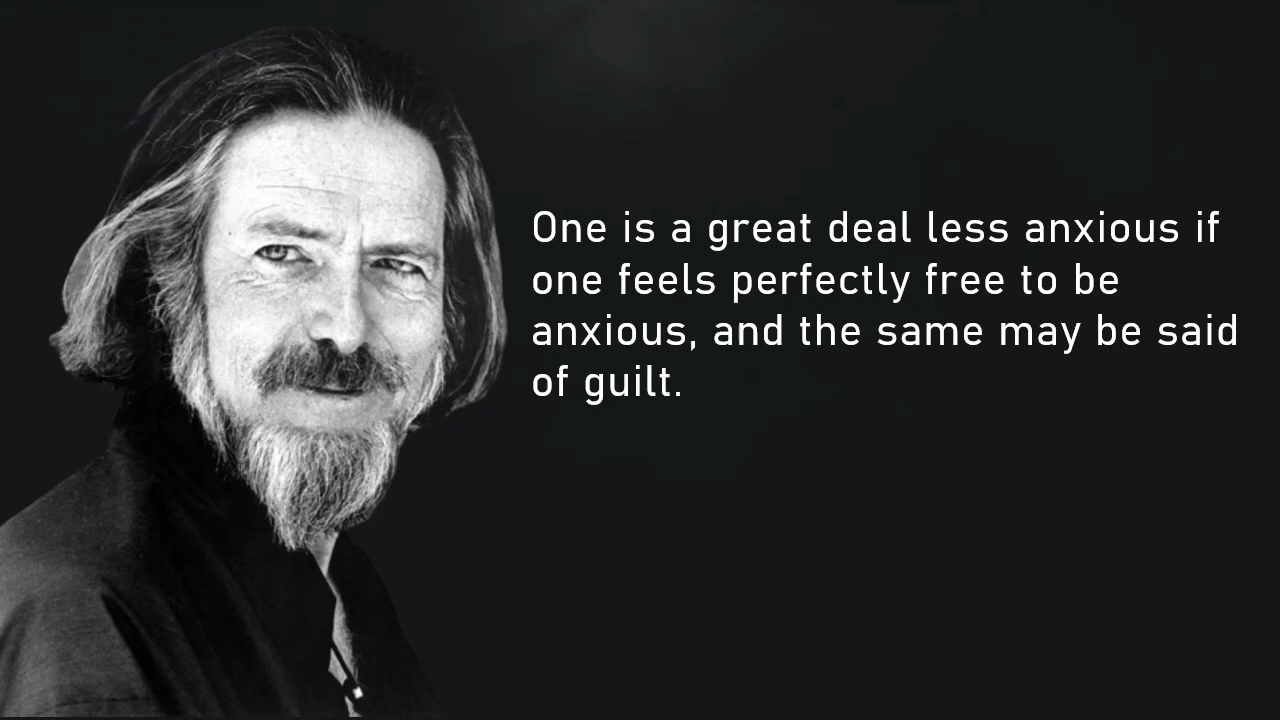 One is a great deal less anxious if
one feels perfectly free to be
anxious, and the same may be said
of guilt.